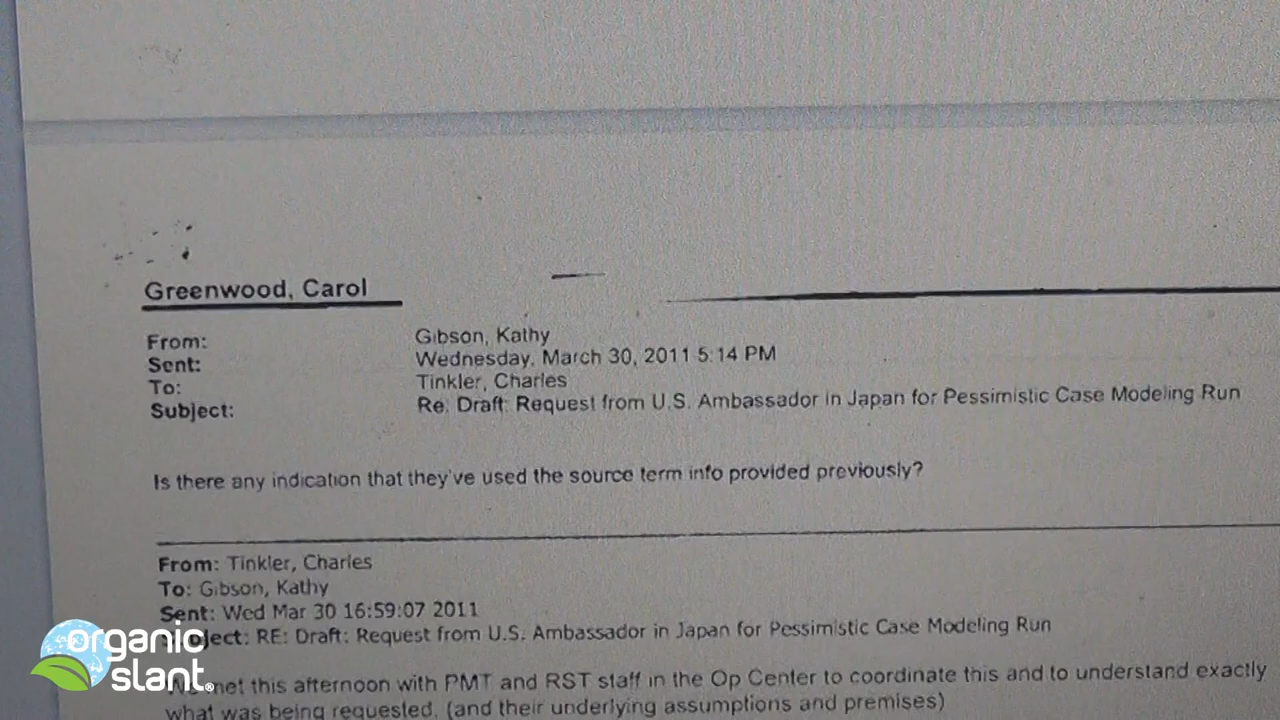 Greenwood, Carol
From: Gibson, Kathy
Sent: Wednesday, March 30, 2011 5:14 PM
To: Tinkler, Charles
Subject: Re: Draft: Request from U.S. Ambassador in Japan for Pessimistic Case Modeling Run
Is there any indication that they've used the source term info provided previously?
From: Tinkler, Charles
To: Gibson, Kathy
Sent: Wed Mar 30 16:59:07 2011
Subject: RE: Draft: Request from U.S. Ambassador in Japan for Pessimistic Case Modeling Run
We met this afternoon with PMT and RST staff in the Op Center to coordinate this and to understand exactly
what was being requested, (and their underlying assumptions and premises)
organic
slant®